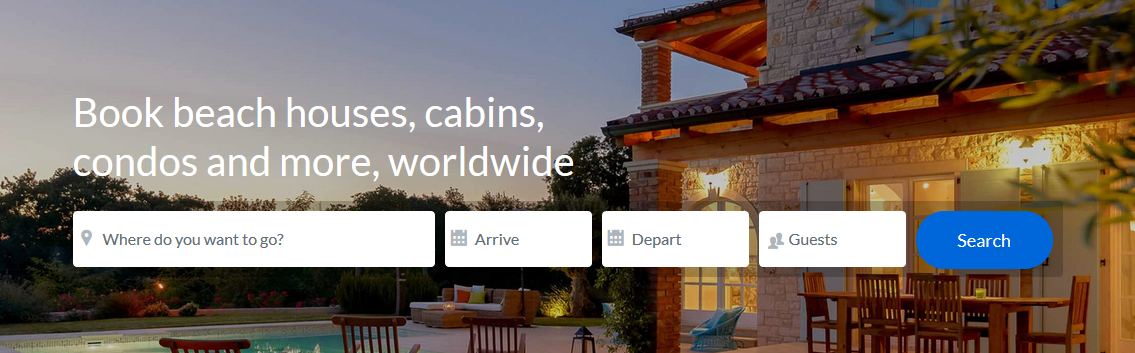 Book beach houses, cabins,
condos and more, worldwide
Where do you want to go? Arrive Depart Guests Search